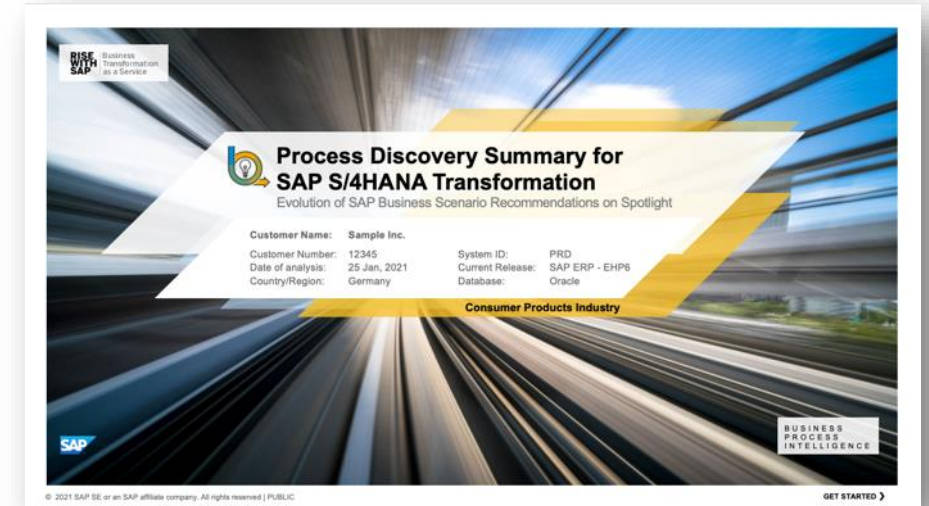 RISE
WITH
SAP
Business
Transformation
as a Service
Process Discovery Summary for
SAP S/4HANA Transformation
Evolution of SAP Business Scenario Recommendations on Spotlight
Customer Name: Sample Inc.
Customer Number: 12345 System ID: PRD
Date of analysis: 25 Jan, 2021 Current Release: SAP ERP - EHP6
Country/Region: Germany Database: Oracle
Consumer Products Industry
SAP
BUSINESS
PROCESS
INTELLIGENCE
© 2021 SAP SE or an SAP affiliate company. All rights reserved | PUBLIC
GET STARTED ❯